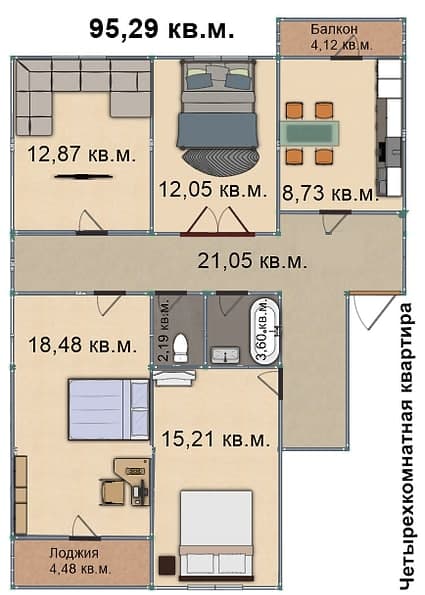 95,29 кв.м.
Балкон
4,12 кв.м.
12,87 кв.м.
12,05 кв.м.
8,73 кв.м.
21,05 кв.м.
18,48 кв.м.
2,19 кв.м.
3,60 кв.м.
15,21 кв.м.
Лоджия
4,48 кв.м.
Четырехкомнатная квартира